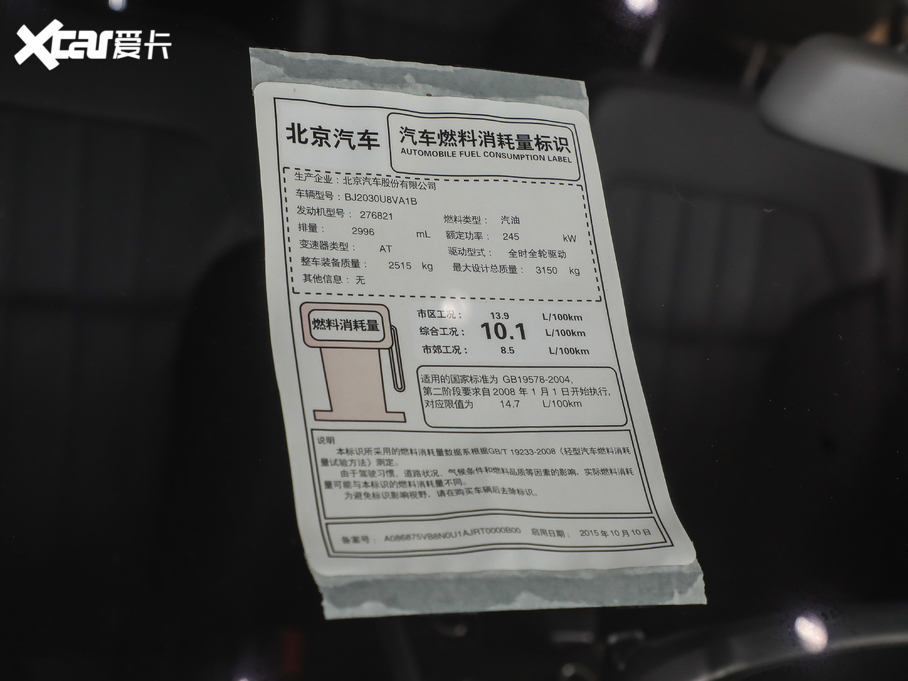 Xcar爱卡
北京汽车
汽车燃料消耗量标识
AUTOMOBILE FUEL CONSUMPTION LABEL
生产企业：北京汽车股份有限公司
车辆型号：BJ2030U8VA1B
发动机型号：276821 燃料类型：汽油
排量：2996 mL 额定功率：245 kW
变速器类型：AT 驱动型式：全时全轮驱动
整车装备质量：2515 kg 最大设计总质量：3150 kg
其他信息：无
燃料消耗量
市区工况：13.9 L/100km
综合工况：10.1 L/100km
市郊工况：8.5 L/100km
适用的国家标准为 GB19578-2004,
第二阶段要求自 2008 年 1 月 1 日开始执行,
对应限值为 14.7 L/100km
说明
本标识所采用的燃料消耗量数据系根据GB/T 19233-2008《轻型汽车燃料消耗
量试验方法》测定。
由于驾驶习惯、道路状况、气候条件和燃料品质等因素的影响，实际燃料消耗
量可能与本标识的燃料消耗量不同。
为避免标识影响视野，请在购买车辆后去除标识。
备案号：A086875VB8N0U1AJRT0000B00 启用日期：2015年10月10日